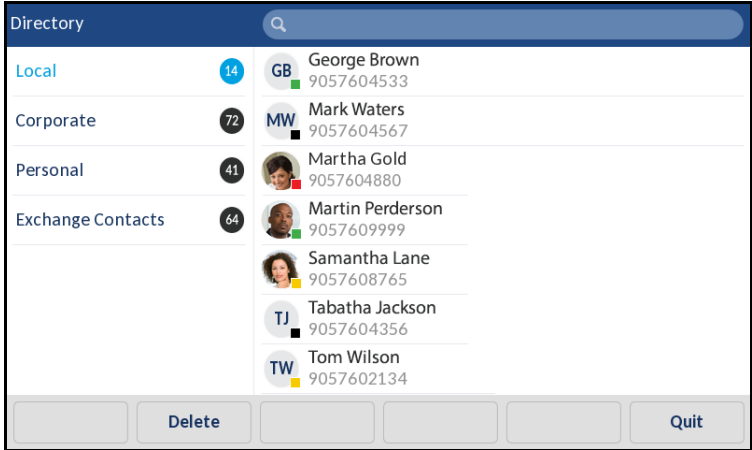 Directory
Local 14
Corporate 72
Personal 41
Exchange Contacts 64
GB George Brown
9057604533
MW Mark Waters
9057604567
Martha Gold
9057604880
Martin Perderson
9057609999
Samantha Lane
9057608765
TJ Tabatha Jackson
9057604356
TW Tom Wilson
9057602134
Delete Quit